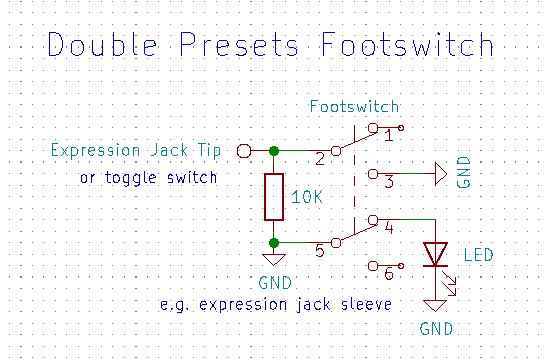 Double Presets Footswitch
Footswitch
1
Expression Jack Tip
2
or toggle switch
3
GND
10K
4
5
LED
6
GND
e.g. expression jack sleeve
GND